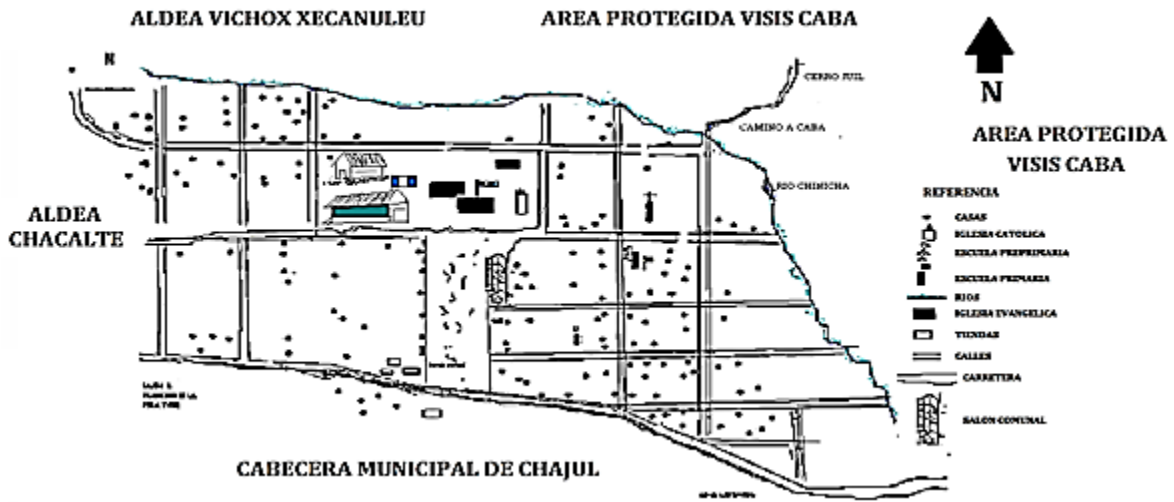 ALDEA VICHOX XECANULEU
AREA PROTEGIDA VISIS CABA
N
N
CERRO JUIL
CAMINO A CABA
AREA PROTEGIDA
VISIS CABA
RIO CHINICHA
ALDEA
CHACALTE
REFERENCIA
CASAS
IGLESIA CATOLICA
ESCUELA PREPRIMARIA
ESCUELA PRIMARIA
RIOS
IGLESIA EVANGELICA
TIENDAS
CALLES
CARRETERA
SALON COMUNAL
CABECERA MUNICIPAL DE CHAJUL